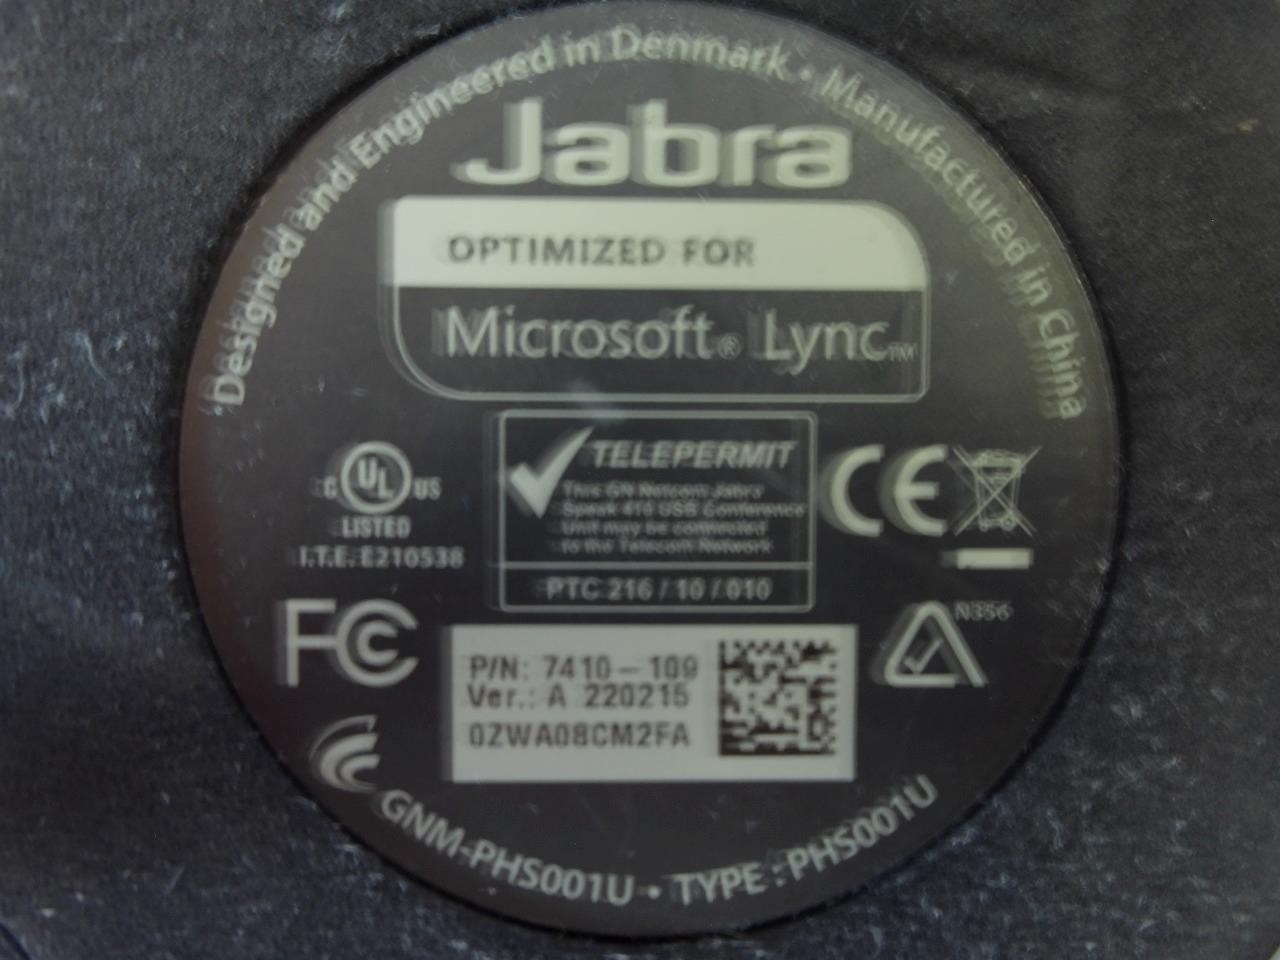 Designed and Engineered in Denmark • Manufactured in China
Jabra
OPTIMIZED FOR
Microsoft® Lync™
C UL US
LISTED
I.T.E. E210538
TELEPERMIT
This GN Netcom Jabra
Speak 410 USB Conference
Unit may be connected
to the Telecom Network
PTC 216 / 10 / 010
CE
FC
N356
P/N: 7410-109
Ver.: A 220215
0ZWA08CM2FA
GNM-PHS001U • TYPE : PHS001U